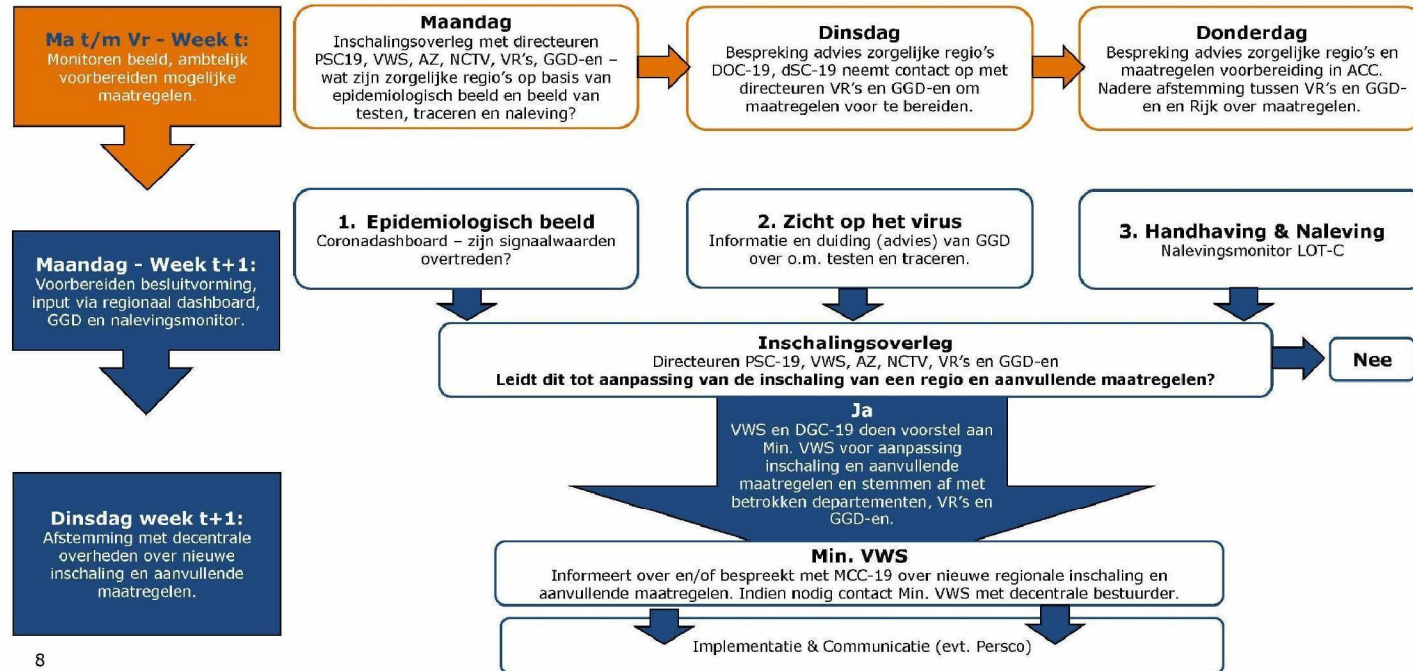 Ma t/m Vr - Week t:
Monitoren beeld, ambtelijk
voorbereiden mogelijke
maatregelen.
Maandag
Inschalingsoverleg met directeuren
PSC19, VWS, AZ, NCTV, VR's, GGD-en –
wat zijn zorgelijke regio's op basis van
epidemiologisch beeld en beeld van
testen, traceren en naleving?
Dinsdag
Bespreking advies zorgelijke regio's
DOC-19, dSC-19 neemt contact op met
directeuren VR's en GGD-en om
maatregelen voor te bereiden.
Donderdag
Bespreking advies zorgelijke regio's en
maatregelen voorbereiding in ACC.
Nadere afstemming tussen VR's en GGD-
en en Rijk over maatregelen.
Maandag - Week t+1:
Voorbereiden besluitvorming,
input via regionaal dashboard,
GGD en nalevingsmonitor.
1. Epidemiologisch beeld
Coronadashboard – zijn signaalwaarden
overtreden?
2. Zicht op het virus
Informatie en duiding (advies) van GGD
over o.m. testen en traceren.
3. Handhaving & Naleving
Nalevingsmonitor LOT-C
Inschalingsoverleg
Directeuren PSC-19, VWS, AZ, NCTV, VR's en GGD-en
Leidt dit tot aanpassing van de inschaling van een regio en aanvullende maatregelen?
Nee
Ja
VWS en DGC-19 doen voorstel aan
Min. VWS voor aanpassing
inschaling en aanvullende
maatregelen en stemmen af met
betrokken departementen, VR's en
GGD-en.
Dinsdag week t+1:
Afstemming met decentrale
overheden over nieuwe
inschaling en aanvullende
maatregelen.
Min. VWS
Informeert over en/of bespreekt met MCC-19 over nieuwe regionale inschaling en
aanvullende maatregelen. Indien nodig contact Min. VWS met decentrale bestuurder.
Implementatie & Communicatie (evt. Persco)
8